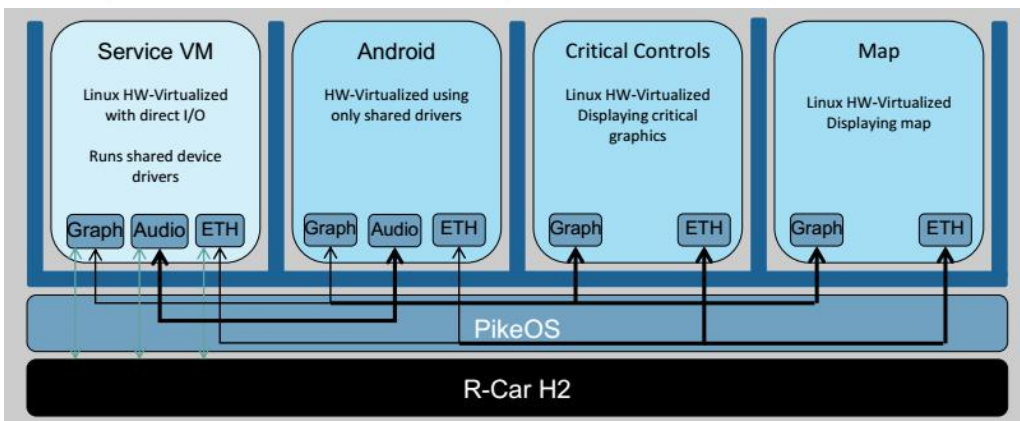 Service VM
Linux HW-Virtualized
with direct I/O
Runs shared device
drivers
Graph
Audio
ETH
Android
HW-Virtualized using
only shared drivers
Graph
Audio
ETH
Critical Controls
Linux HW-Virtualized
Displaying critical
graphics
Graph
ETH
Map
Linux HW-Virtualized
Displaying map
Graph
ETH
PikeOS
R-Car H2